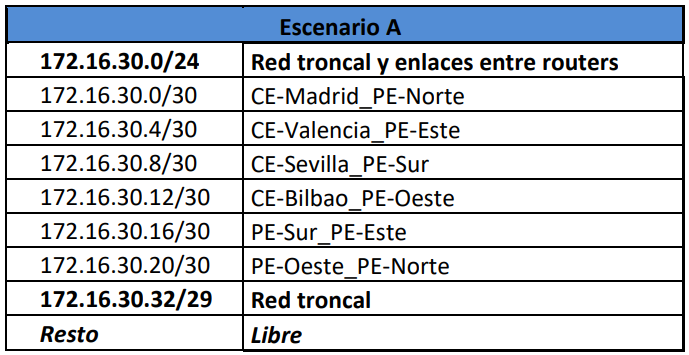 Escenario A
172.16.30.0/24 Red troncal y enlaces entre routers
172.16.30.0/30 CE-Madrid_PE-Norte
172.16.30.4/30 CE-Valencia_PE-Este
172.16.30.8/30 CE-Sevilla_PE-Sur
172.16.30.12/30 CE-Bilbao_PE-Oeste
172.16.30.16/30 PE-Sur_PE-Este
172.16.30.20/30 PE-Oeste_PE-Norte
172.16.30.32/29 Red troncal
Resto Libre